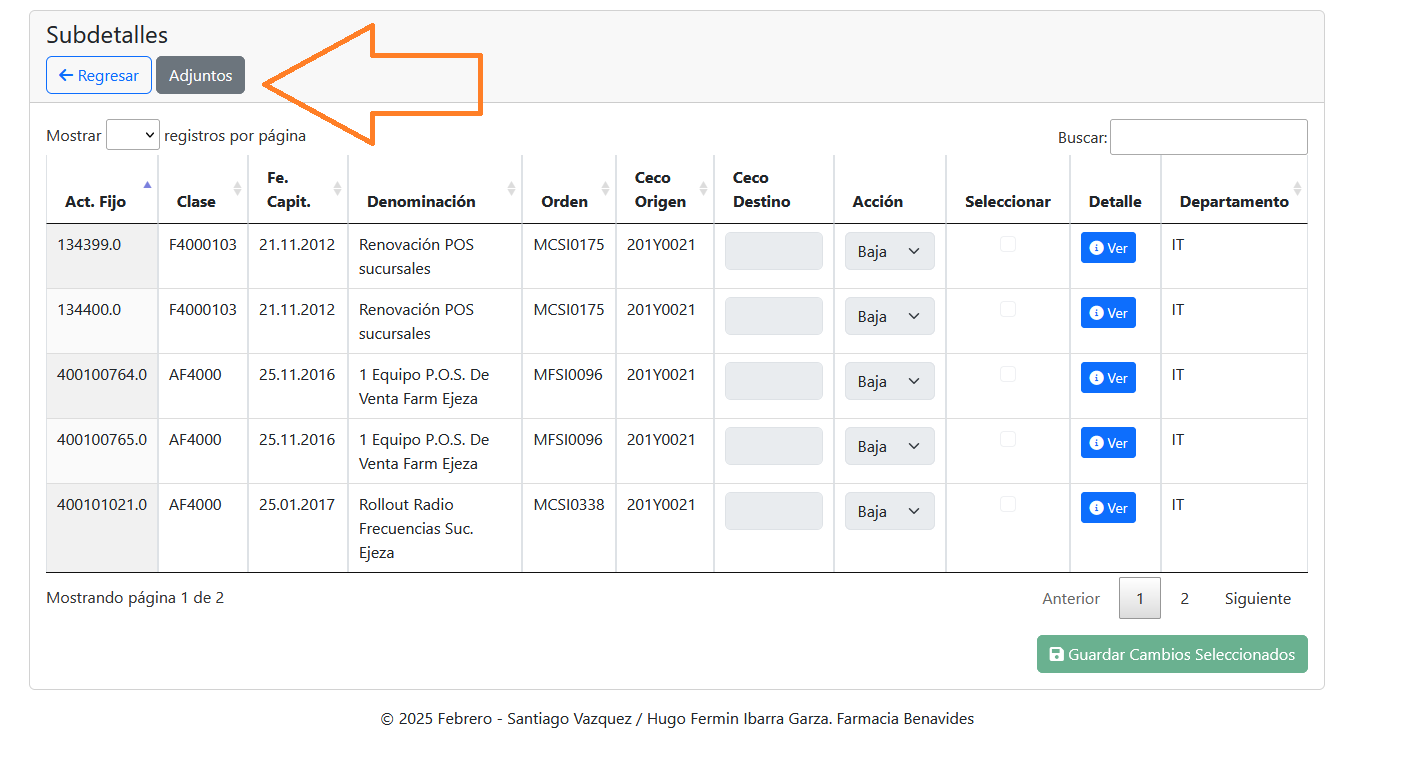 Subdetalles
Regresar Adjuntos
Mostrar registros por página Buscar:
Act. Fijo Clase Fe. Capit. Denominación Orden Ceco Origen Ceco Destino Acción Seleccionar Detalle Departamento
134399.0 F4000103 21.11.2012 Renovación POS sucursales MCSI0175 201Y0021 Baja Ver IT
134400.0 F4000103 21.11.2012 Renovación POS sucursales MCSI0175 201Y0021 Baja Ver IT
400100764.0 AF4000 25.11.2016 1 Equipo P.O.S. De Venta Farm Ejeza MFSI0096 201Y0021 Baja Ver IT
400100765.0 AF4000 25.11.2016 1 Equipo P.O.S. De Venta Farm Ejeza MFSI0096 201Y0021 Baja Ver IT
400101021.0 AF4000 25.01.2017 Rollout Radio Frecuencias Suc. Ejeza MCSI0338 201Y0021 Baja Ver IT
Mostrando página 1 de 2 Anterior 1 2 Siguiente
Guardar Cambios Seleccionados
© 2025 Febrero - Santiago Vazquez / Hugo Fermin Ibarra Garza. Farmacia Benavides